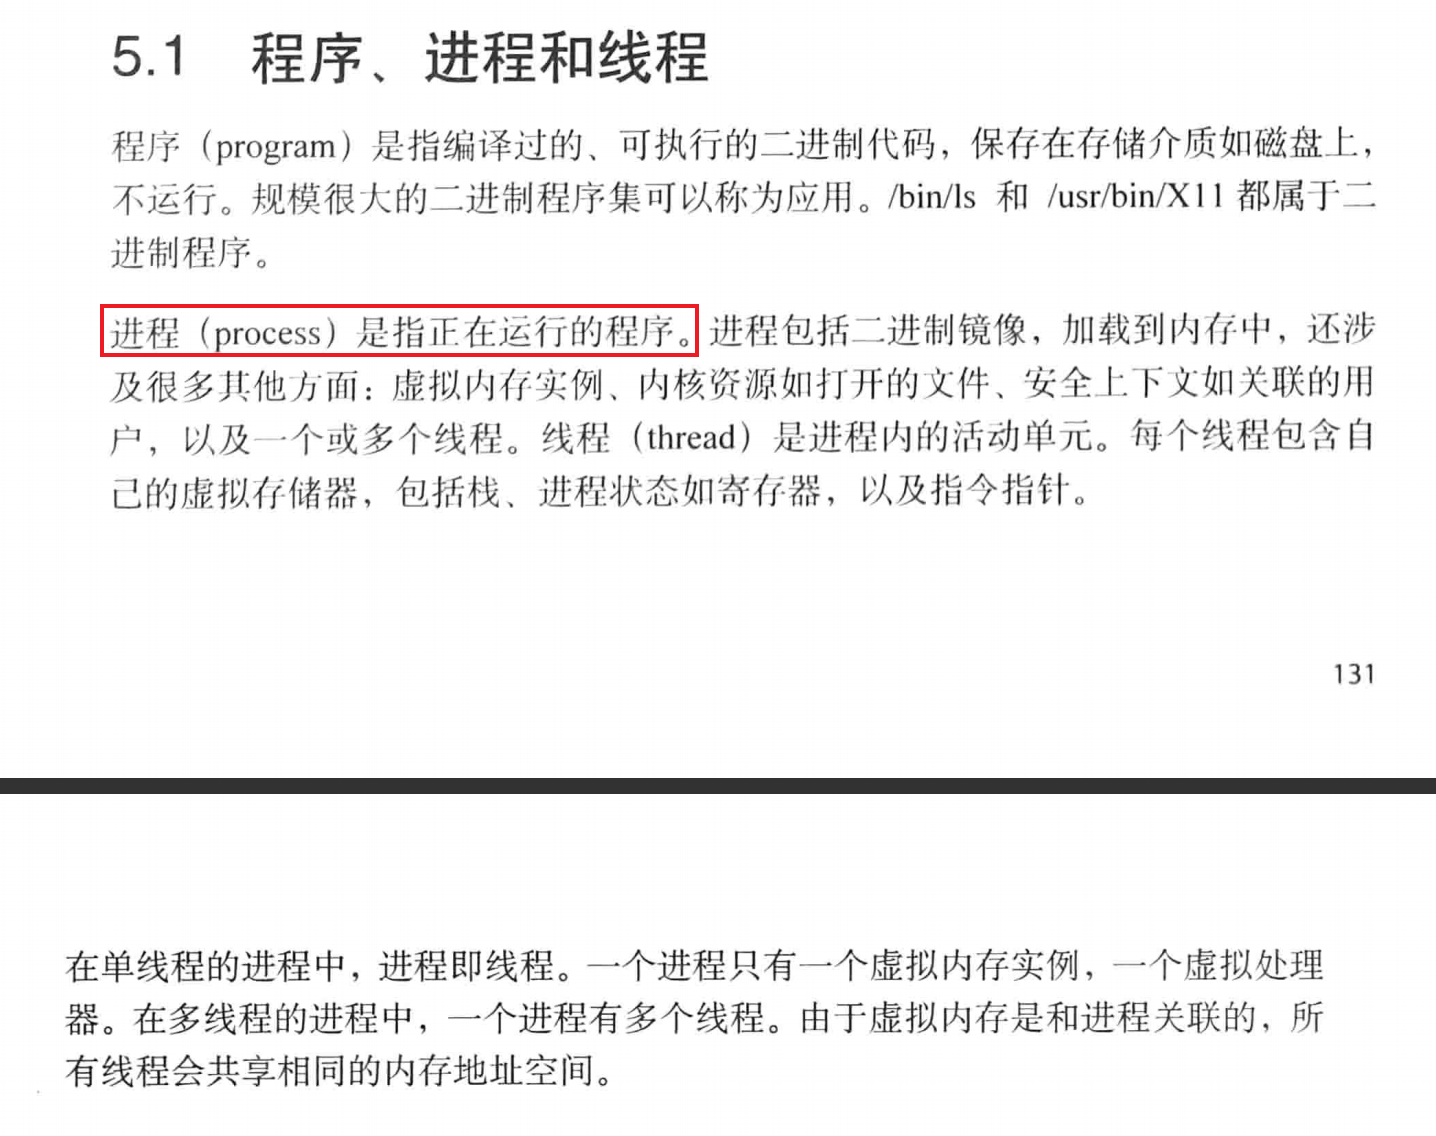 5.1 程序、进程和线程
程序（program）是指编译过的、可执行的二进制代码，保存在存储介质如磁盘上，
不运行。规模很大的二进制程序集可以称为应用。/bin/ls 和 /usr/bin/X11 都属于二
进制程序。
进程（process）是指正在运行的程序。进程包括二进制镜像，加载到内存中，还涉
及很多其他方面：虚拟内存实例、内核资源如打开的文件、安全上下文如关联的用
户，以及一个或多个线程。线程（thread）是进程内的活动单元。每个线程包含自
己的虚拟存储器，包括栈、进程状态如寄存器，以及指令指针。
131
在单线程的进程中，进程即线程。一个进程只有一个虚拟内存实例，一个虚拟处理
器。在多线程的进程中，一个进程有多个线程。由于虚拟内存是和进程关联的，所
有线程会共享相同的内存地址空间。